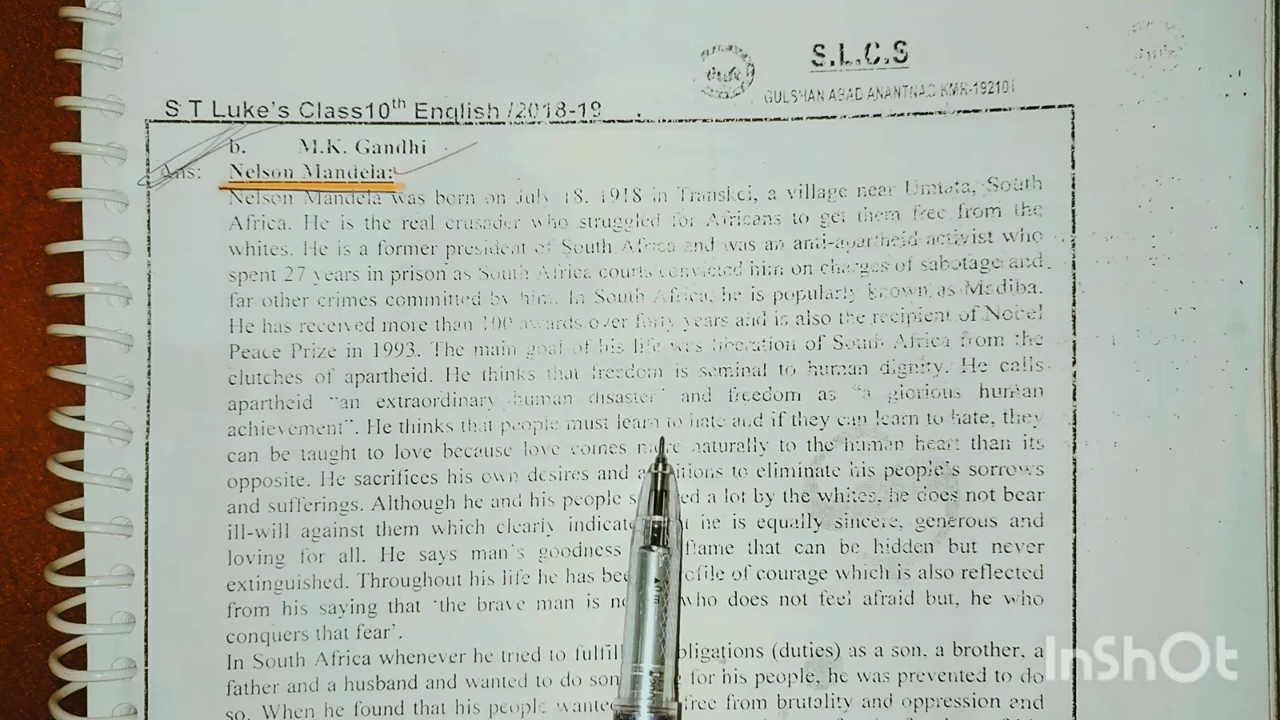 S.L.C.S
GULSHAN ABAD ANANTNAG KMR-192101
S T Luke's Class10th English /2018-19
b. M.K. Gandhi
Ans: Nelson Mandela:
Nelson Mandela was born on July 18, 1918 in Transkei, a village near Umtata, South
Africa. He is the real crusader who struggled for Africans to get them free from the
whites. He is a former president of South Africa and was an anti-apartheid activist who
spent 27 years in prison as South Africa courts convicted him on charges of sabotage and
far other crimes committed by him. In South Africa, he is popularly known as Madiba.
He has received more than 100 awards over forty years and is also the recipient of Nobel
Peace Prize in 1993. The main goal of his life was liberation of South Africa from the
clutches of apartheid. He thinks that freedom is seminal to human dignity. He calls
apartheid "an extraordinary human disaster" and freedom as "a glorious human
achievement". He thinks that people must learn to hate and if they can learn to hate, they
can be taught to love because love comes more naturally to the human heart than its
opposite. He sacrifices his own desires and to eliminate his people's sorrows
and sufferings. Although he and his people a lot by the whites, he does not bear
ill-will against them which clearly he is equally sincere, generous and
loving for all. He says man's goodness flame that can be hidden but never
extinguished. Throughout his life he has of courage which is also reflected
from his saying that 'the brave man is who does not feel afraid but, he who
conquers that fear'.
In South Africa whenever he tried to fulfill (duties) as a son, a brother, a
father and a husband and wanted to do for his people, he was prevented to do
so. When he found that his people free from brutality and oppression and
InShOt